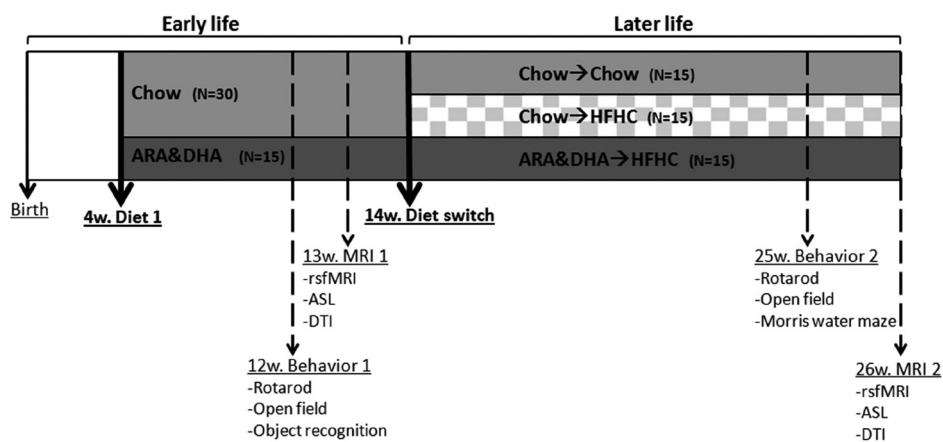 Early life
Later life
Chow (N=30)
ARA&DHA (N=15)
Chow→Chow (N=15)
Chow→HFHC (N=15)
ARA&DHA→HFHC (N=15)
Birth
4w. Diet 1
14w. Diet switch
13w. MRI 1
-rsfMRI
-ASL
-DTI
12w. Behavior 1
-Rotarod
-Open field
-Object recognition
25w. Behavior 2
-Rotarod
-Open field
-Morris water maze
26w. MRI 2
-rsfMRI
-ASL
-DTI